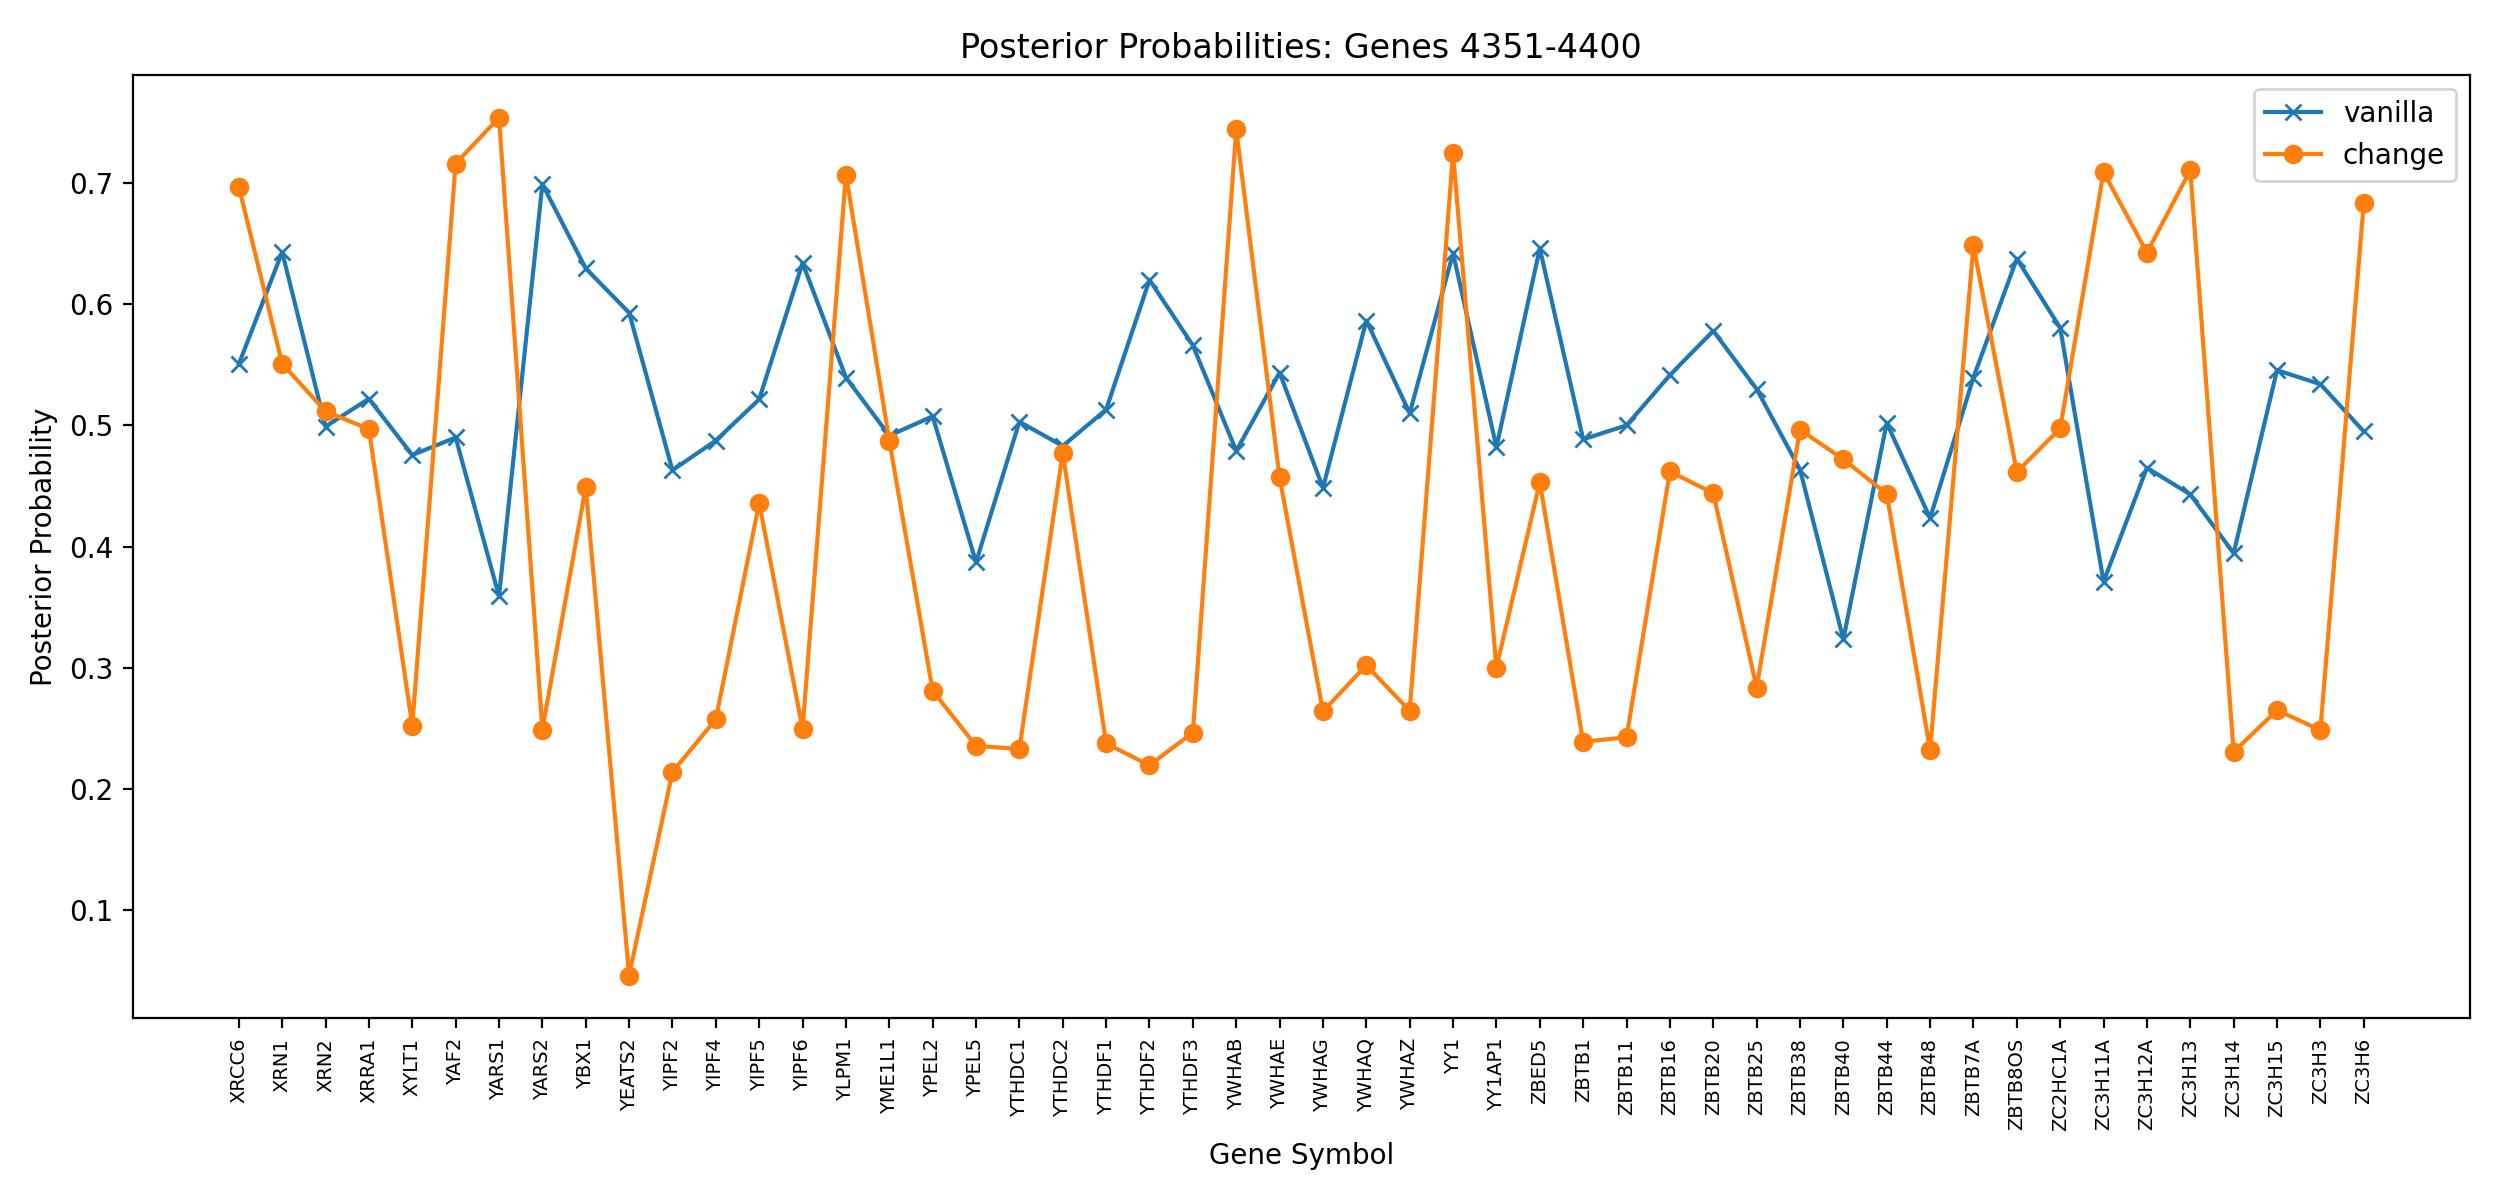 Posterior Probabilities: Genes 4351-4400
vanilla
change
Posterior Probability
0.7
0.6
0.5
0.4
0.3
0.2
0.1
XRCC6
XRN1
XRN2
XRRA1
XYLT1
YAF2
YARS1
YARS2
YBX1
YEATS2
YIPF2
YIPF4
YIPF5
YIPF6
YLPM1
YME1L1
YPEL2
YPEL5
YTHDC1
YTHDC2
YTHDF1
YTHDF2
YTHDF3
YWHAB
YWHAE
YWHAG
YWHAQ
YWHAZ
YY1
YY1AP1
ZBED5
ZBTB1
ZBTB11
ZBTB16
ZBTB20
ZBTB25
ZBTB38
ZBTB40
ZBTB44
ZBTB48
ZBTB7A
ZBTB8OS
ZC2HC1A
ZC3H11A
ZC3H12A
ZC3H13
ZC3H14
ZC3H15
ZC3H3
ZC3H6
Gene Symbol